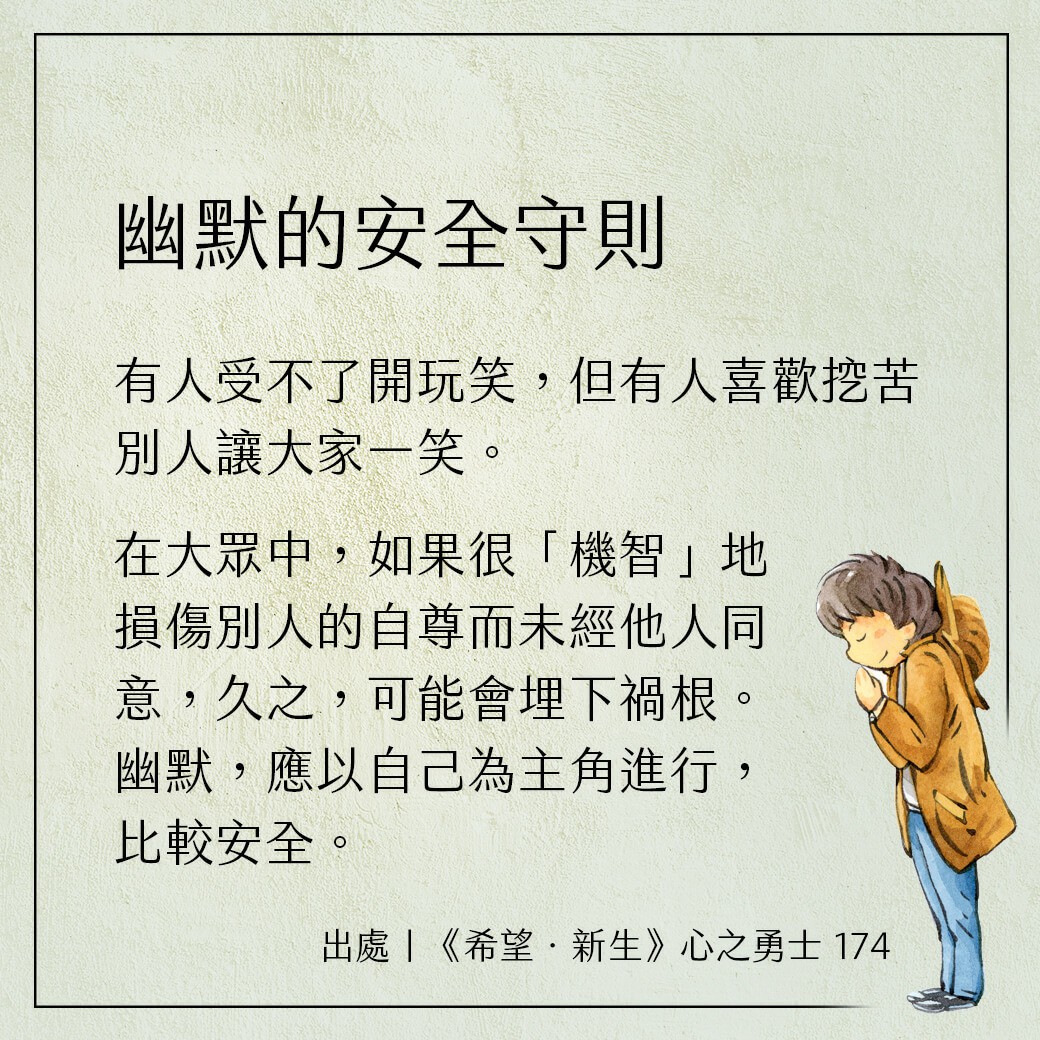 幽默的安全守則
有人受不了開玩笑，但有人喜歡挖苦
別人讓大家一笑。
在大眾中，如果很「機智」地
損傷別人的自尊而未經他人同
意，久之，可能會埋下禍根。
幽默，應以自己為主角進行，
比較安全。
出處｜《希望．新生》心之勇士 174